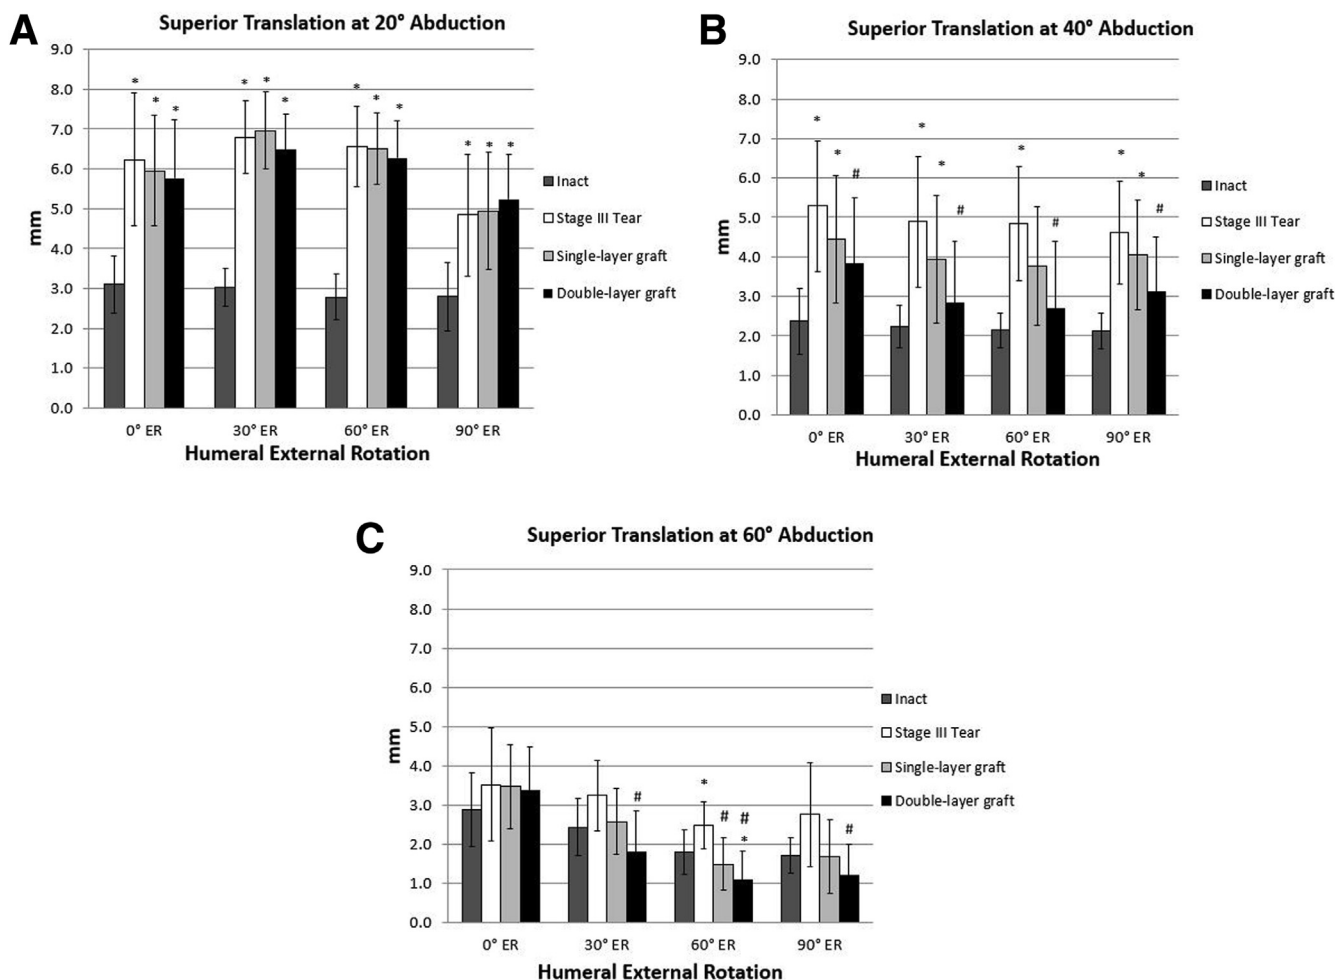 A
Superior Translation at 20° Abduction
9.0
8.0
7.0
6.0
5.0
4.0
3.0
2.0
1.0
0.0
mm
* * *
* * *
* * *
* * *
0° ER 30° ER 60° ER 90° ER
Humeral External Rotation
Inact
Stage III Tear
Single-layer graft
Double-layer graft
B
Superior Translation at 40° Abduction
9.0
8.0
7.0
6.0
5.0
4.0
3.0
2.0
1.0
0.0
mm
* * #
* * #
* #
* * #
0° ER 30° ER 60° ER 90° ER
Humeral External Rotation
Inact
Stage III Tear
Single-layer graft
Double-layer graft
C
Superior Translation at 60° Abduction
9.0
8.0
7.0
6.0
5.0
4.0
3.0
2.0
1.0
0.0
mm
#
* # #
*
#
0° ER 30° ER 60° ER 90° ER
Humeral External Rotation
Inact
Stage III Tear
Single-layer graft
Double-layer graft